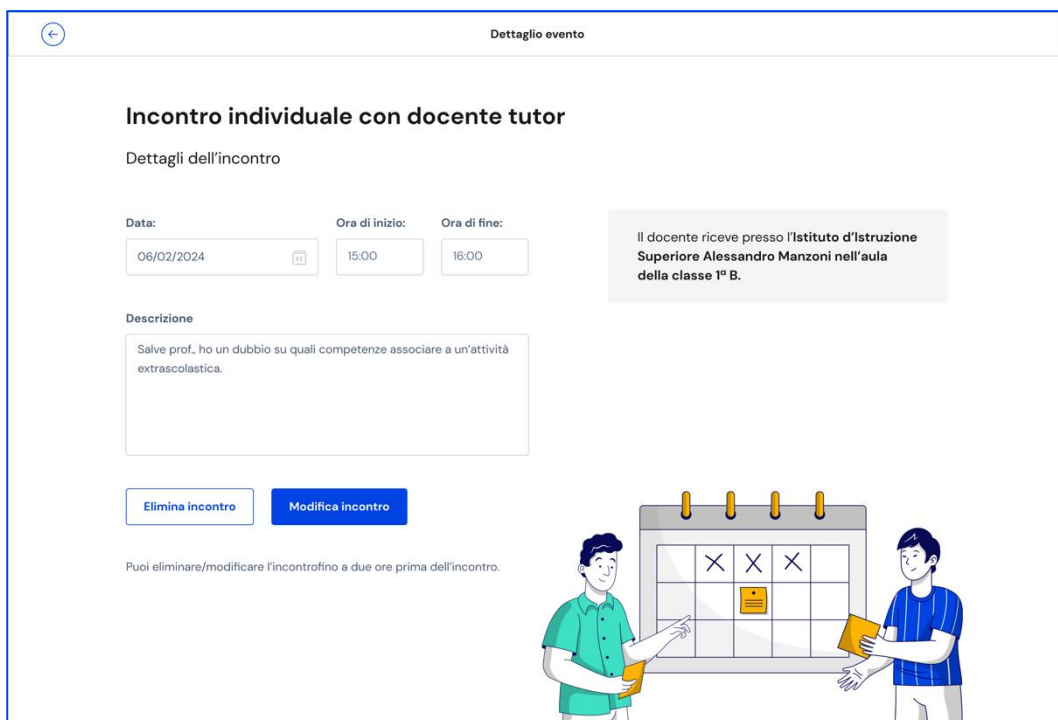 Dettaglio evento
Incontro individuale con docente tutor
Dettagli dell’incontro
Data:
Ora di inizio:
Ora di fine:
06/02/2024
31
15:00
16:00
Il docente riceve presso l’Istituto d’Istruzione
Superiore Alessandro Manzoni nell’aula
della classe 1ª B.
Descrizione
Salve prof., ho un dubbio su quali competenze associare a un’attività
extrascolastica.
Elimina incontro
Modifica incontro
Puoi eliminare/modificare l’incontrofino a due ore prima dell’incontro.